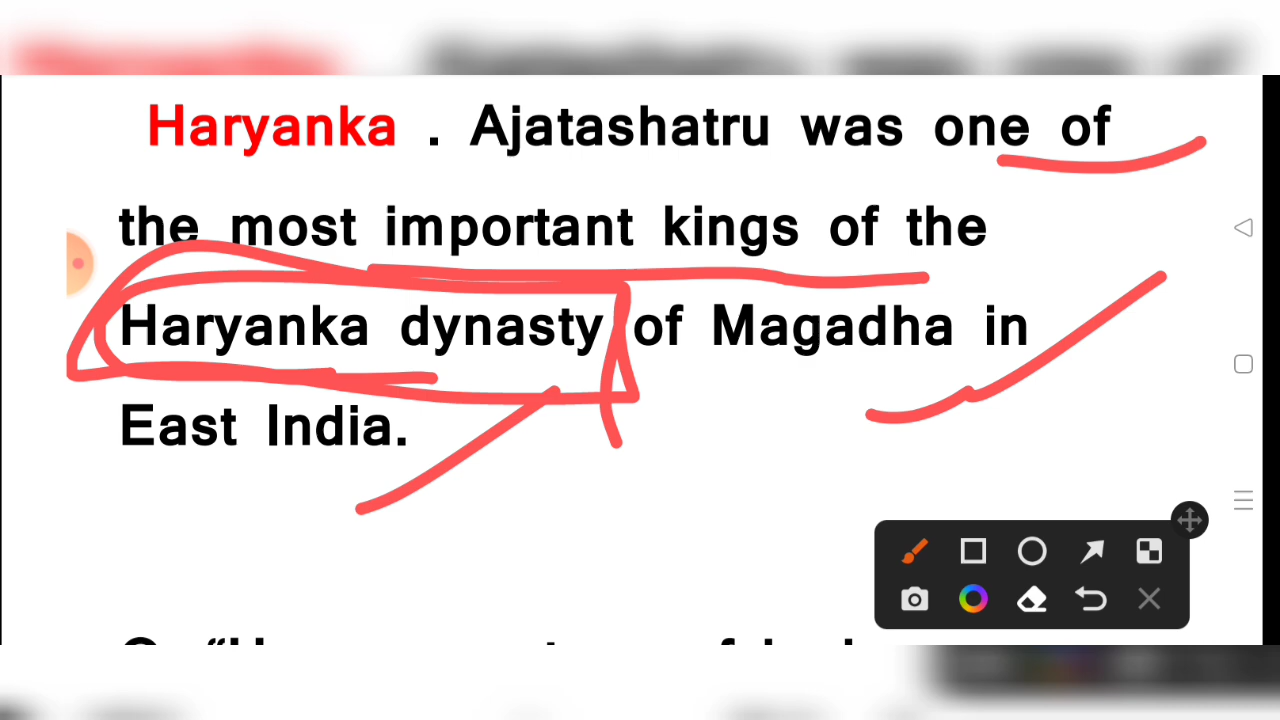 Haryanka . Ajatashatru was one of
the most important kings of the
Haryanka dynasty of Magadha in
East India.